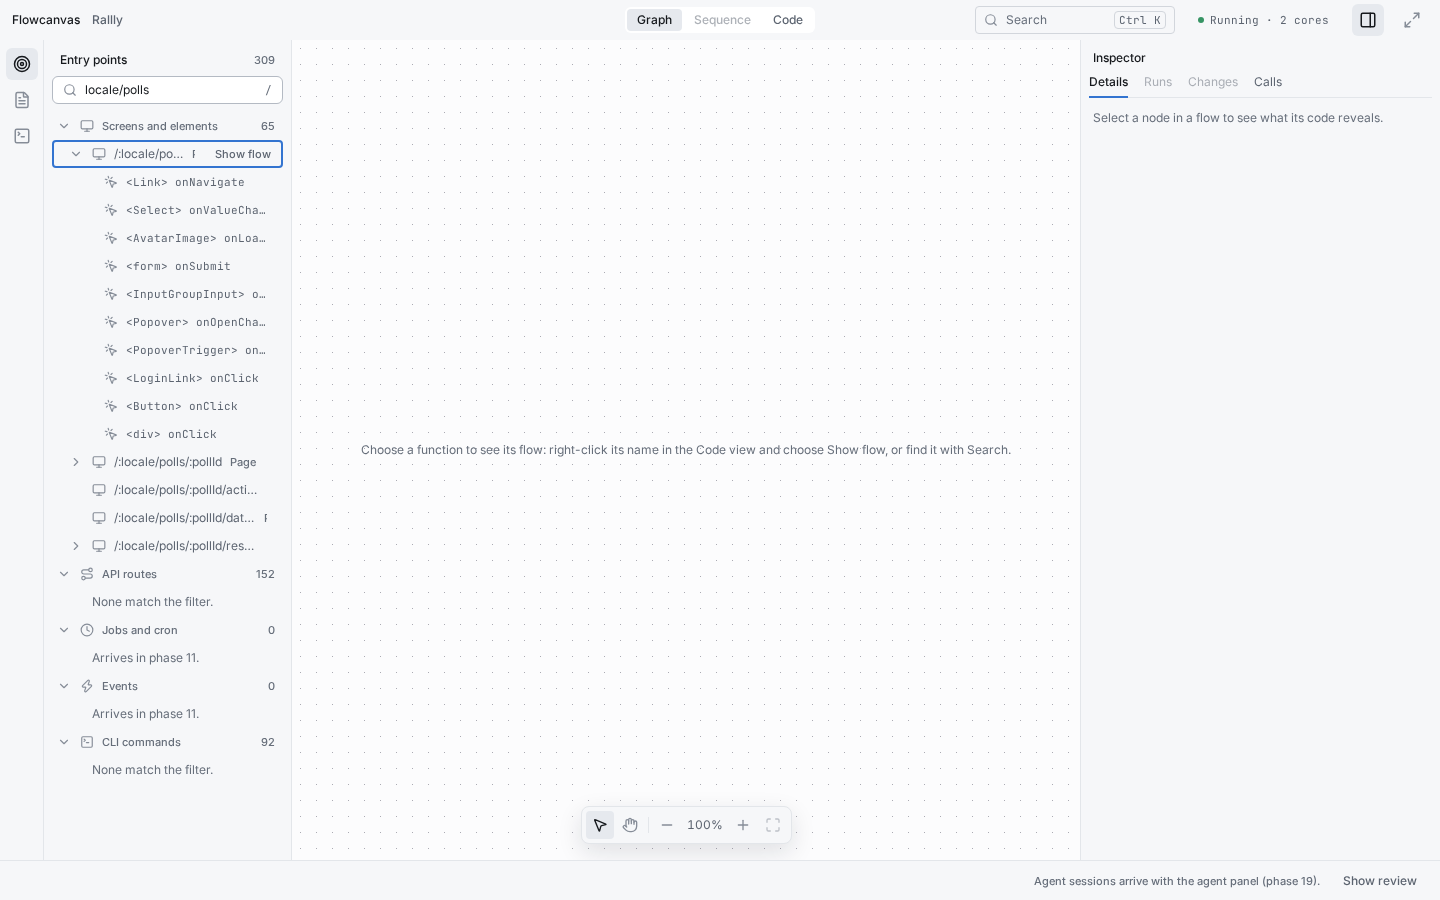 Flowcanvas Rallly
Graph Sequence Code
Search Ctrl K
Running · 2 cores
Entry points 309
locale/polls /
Screens and elements 65
/:locale/po… Show flow
<Link> onNavigate
<Select> onValueCha…
<AvatarImage> onLoa…
<form> onSubmit
<InputGroupInput> o…
<Popover> onOpenCha…
<PopoverTrigger> on…
<LoginLink> onClick
<Button> onClick
<div> onClick
/:locale/polls/:pollId Page
/:locale/polls/:pollId/acti…
/:locale/polls/:pollId/dat…
/:locale/polls/:pollId/res…
API routes 152
None match the filter.
Jobs and cron 0
Arrives in phase 11.
Events 0
Arrives in phase 11.
CLI commands 92
None match the filter.
Choose a function to see its flow: right-click its name in the Code view and choose Show flow, or find it with Search.
100%
Inspector
Details Runs Changes Calls
Select a node in a flow to see what its code reveals.
Agent sessions arrive with the agent panel (phase 19). Show review